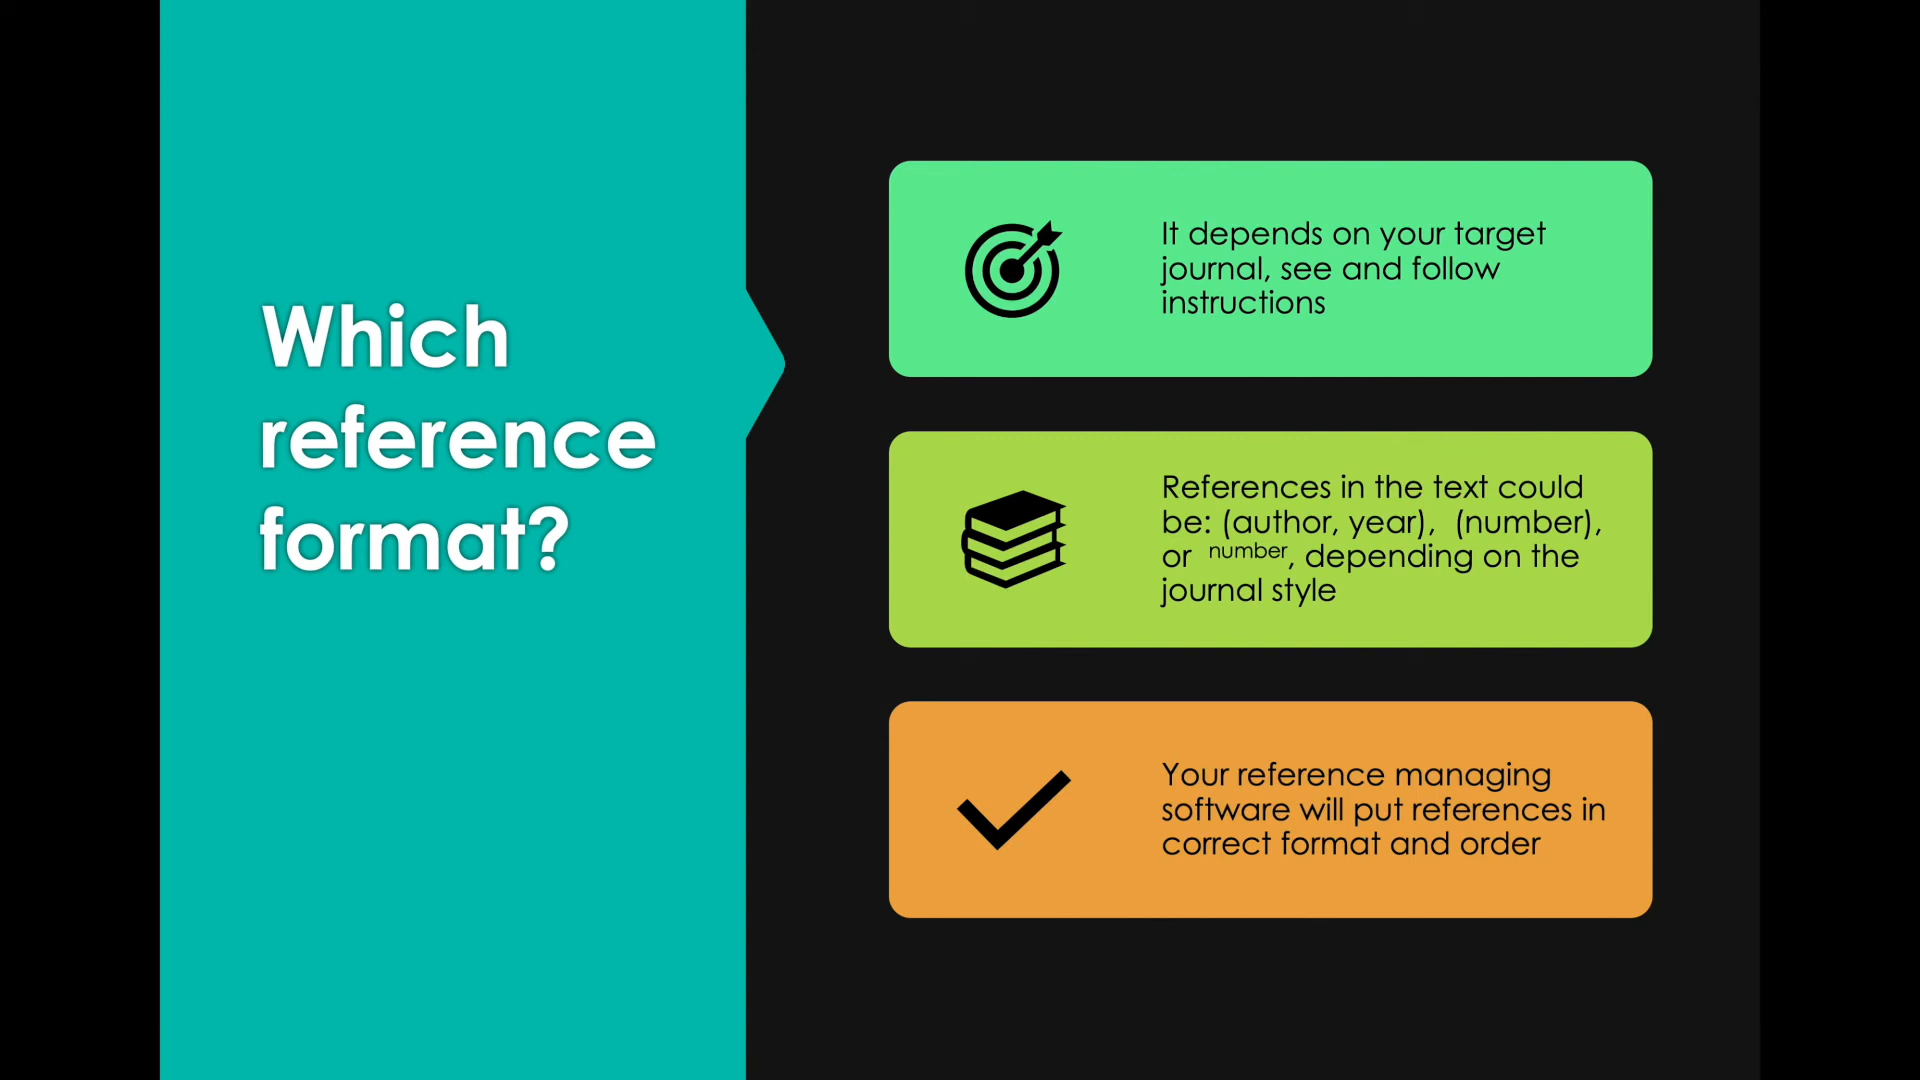 Which
reference
format?
It depends on your target
journal, see and follow
instructions
References in the text could
be: (author, year),  (number),
or  number, depending on the
journal style
Your reference managing
software will put references in
correct format and order